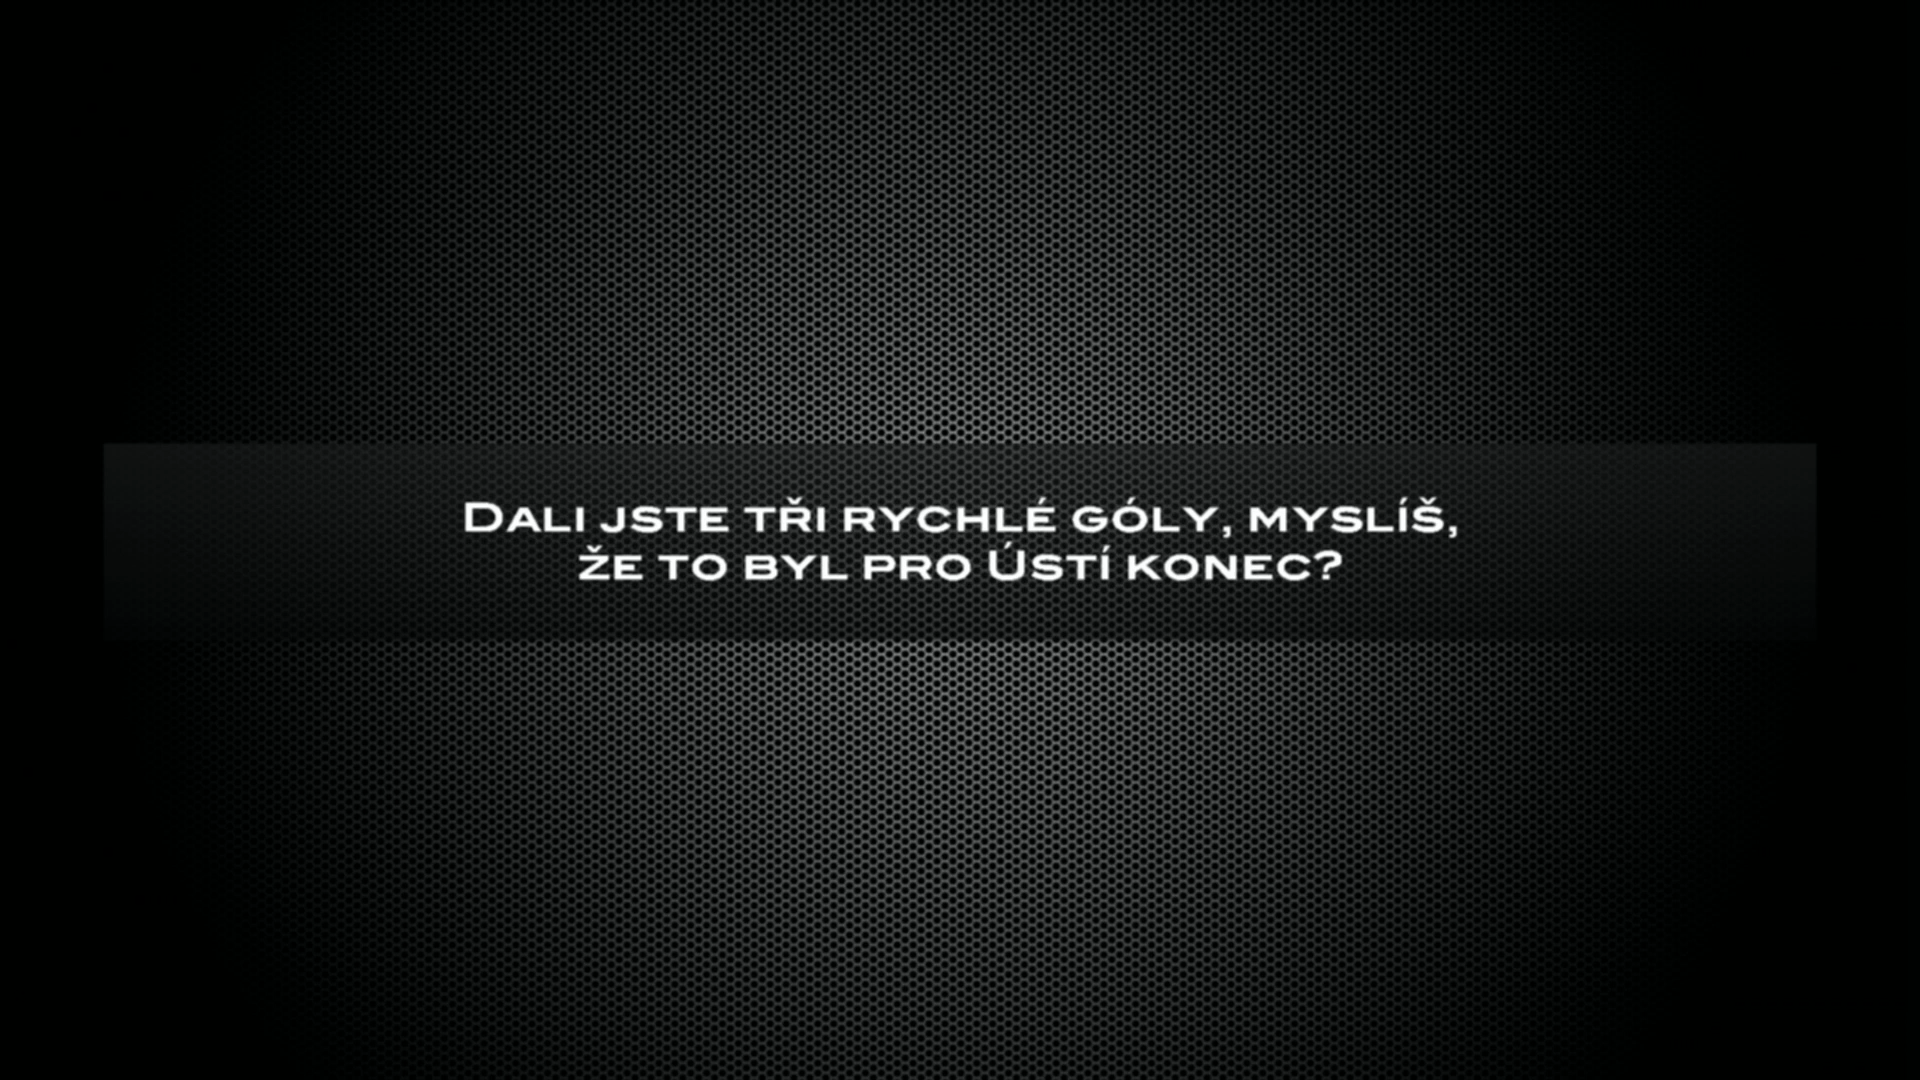 Dali jste tři rychlé góly, myslíš,
že to byl pro Ústí konec?